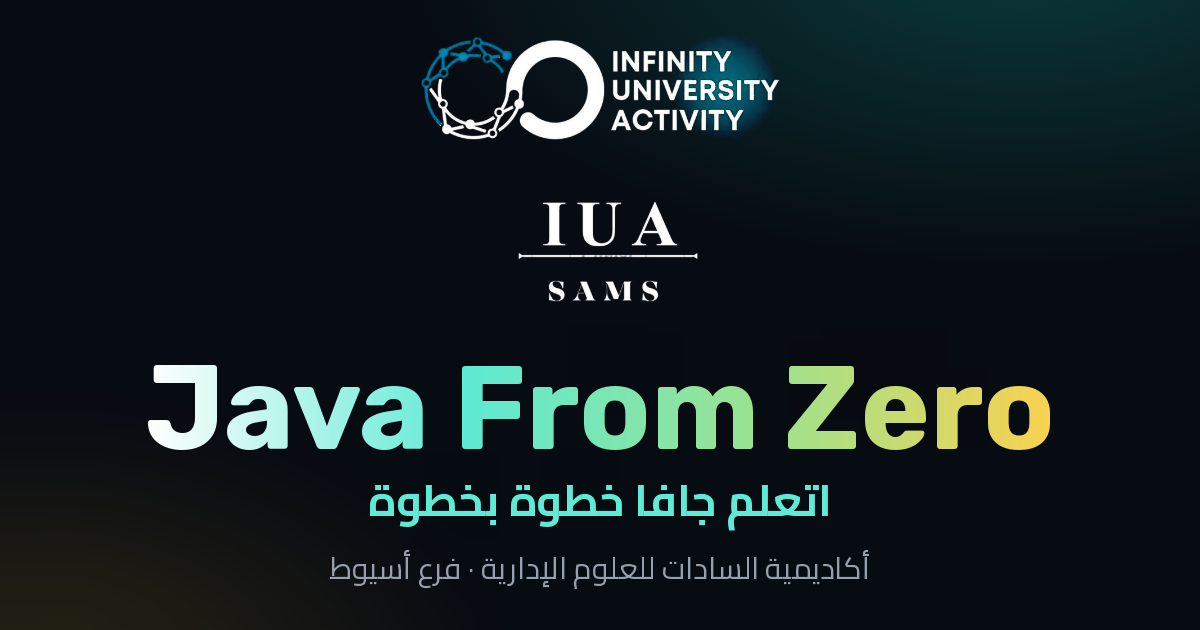 INFINITY
UNIVERSITY
ACTIVITY
IUA
SAMS
Java From Zero
اتعلم جافا خطوة بخطوة
أكاديمية السادات للعلوم الإدارية · فرع أسيوط